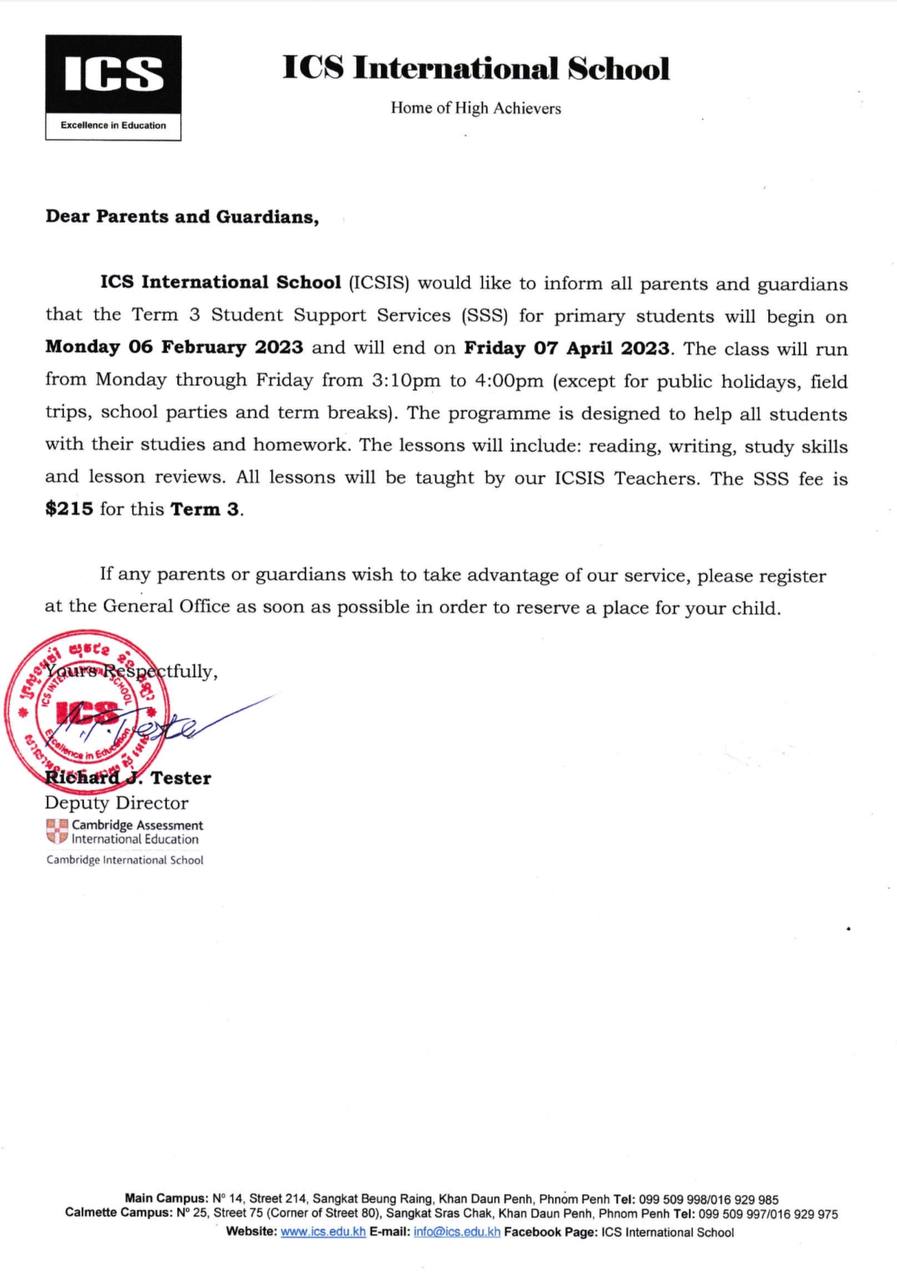 ICS
Excellence in Education
ICS International School
Home of High Achievers
Dear Parents and Guardians,
ICS International School (ICSIS) would like to inform all parents and guardians
that the Term 3 Student Support Services (SSS) for primary students will begin on
Monday 06 February 2023 and will end on Friday 07 April 2023. The class will run
from Monday through Friday from 3:10pm to 4:00pm (except for public holidays, field
trips, school parties and term breaks). The programme is designed to help all students
with their studies and homework. The lessons will include: reading, writing, study skills
and lesson reviews. All lessons will be taught by our ICSIS Teachers. The SSS fee is
$215 for this Term 3.
If any parents or guardians wish to take advantage of our service, please register
at the General Office as soon as possible in order to reserve a place for your child.
Yours Respectfully,
ICS INTERNATIONAL SCHOOL
ICS
Excellence in Education
Richard J. Tester
Deputy Director
Cambridge Assessment
International Education
Cambridge International School
Main Campus: Nº 14, Street 214, Sangkat Beung Raing, Khan Daun Penh, Phnom Penh Tel: 099 509 998/016 929 985
Calmette Campus: Nº 25, Street 75 (Corner of Street 80), Sangkat Sras Chak, Khan Daun Penh, Phnom Penh Tel: 099 509 997/016 929 975
Website: www.ics.edu.kh E-mail: info@ics.edu.kh Facebook Page: ICS International School